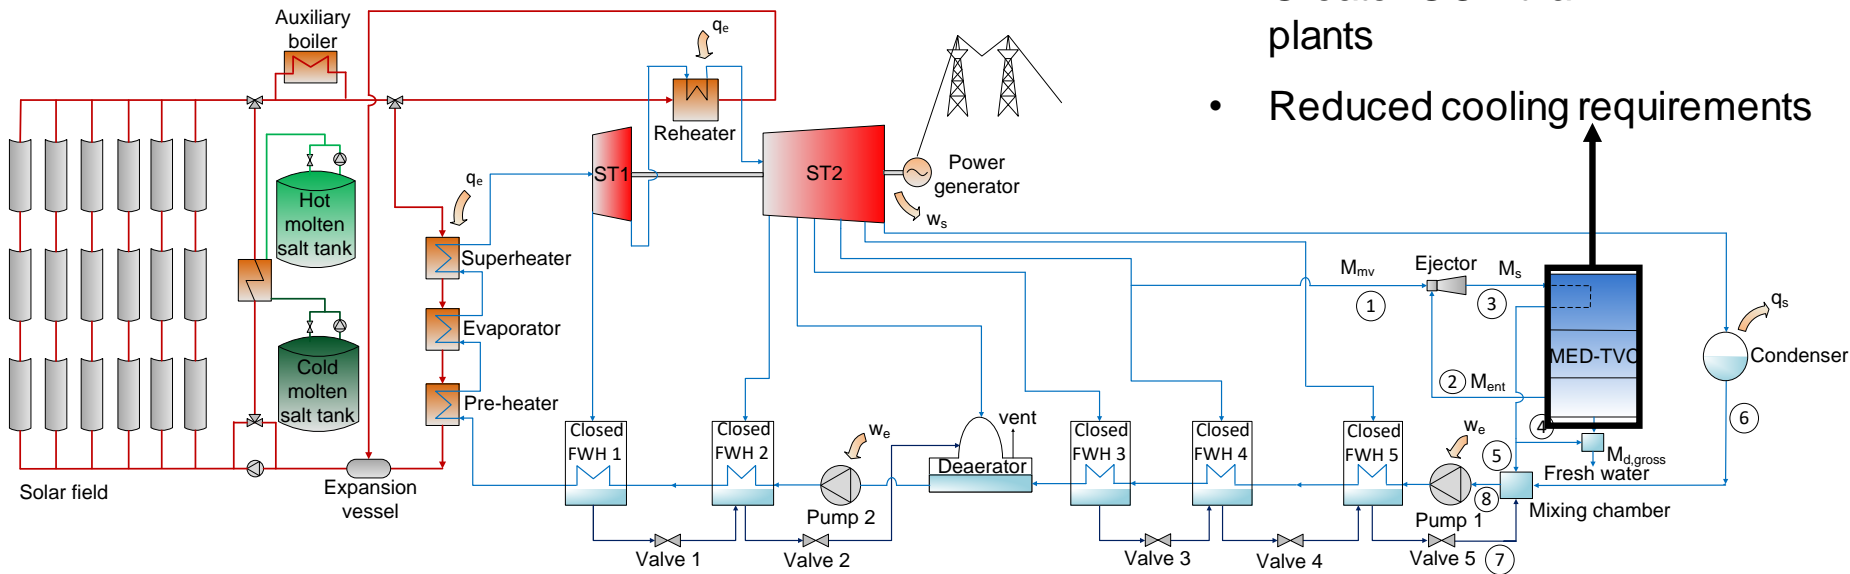 plants
• Reduced cooling requirements
Auxiliary
boiler
qe
Reheater
ST1
ST2
Power
generator
ws
qe
Hot
molten
salt tank
Superheater
Evaporator
Cold
molten
salt tank
Pre-heater
Mmv
Ejector
Ms
1
3
MED-TVC
qs
Condenser
2
Ment
4
6
Closed
FWH 1
Closed
FWH 2
we
vent
Deaerator
Closed
FWH 3
Closed
FWH 4
Closed
FWH 5
we
5
Md,gross
Fresh water
8
Solar field
Expansion
vessel
Pump 2
Pump 1
Mixing chamber
Valve 1
Valve 2
Valve 3
Valve 4
Valve 5
7